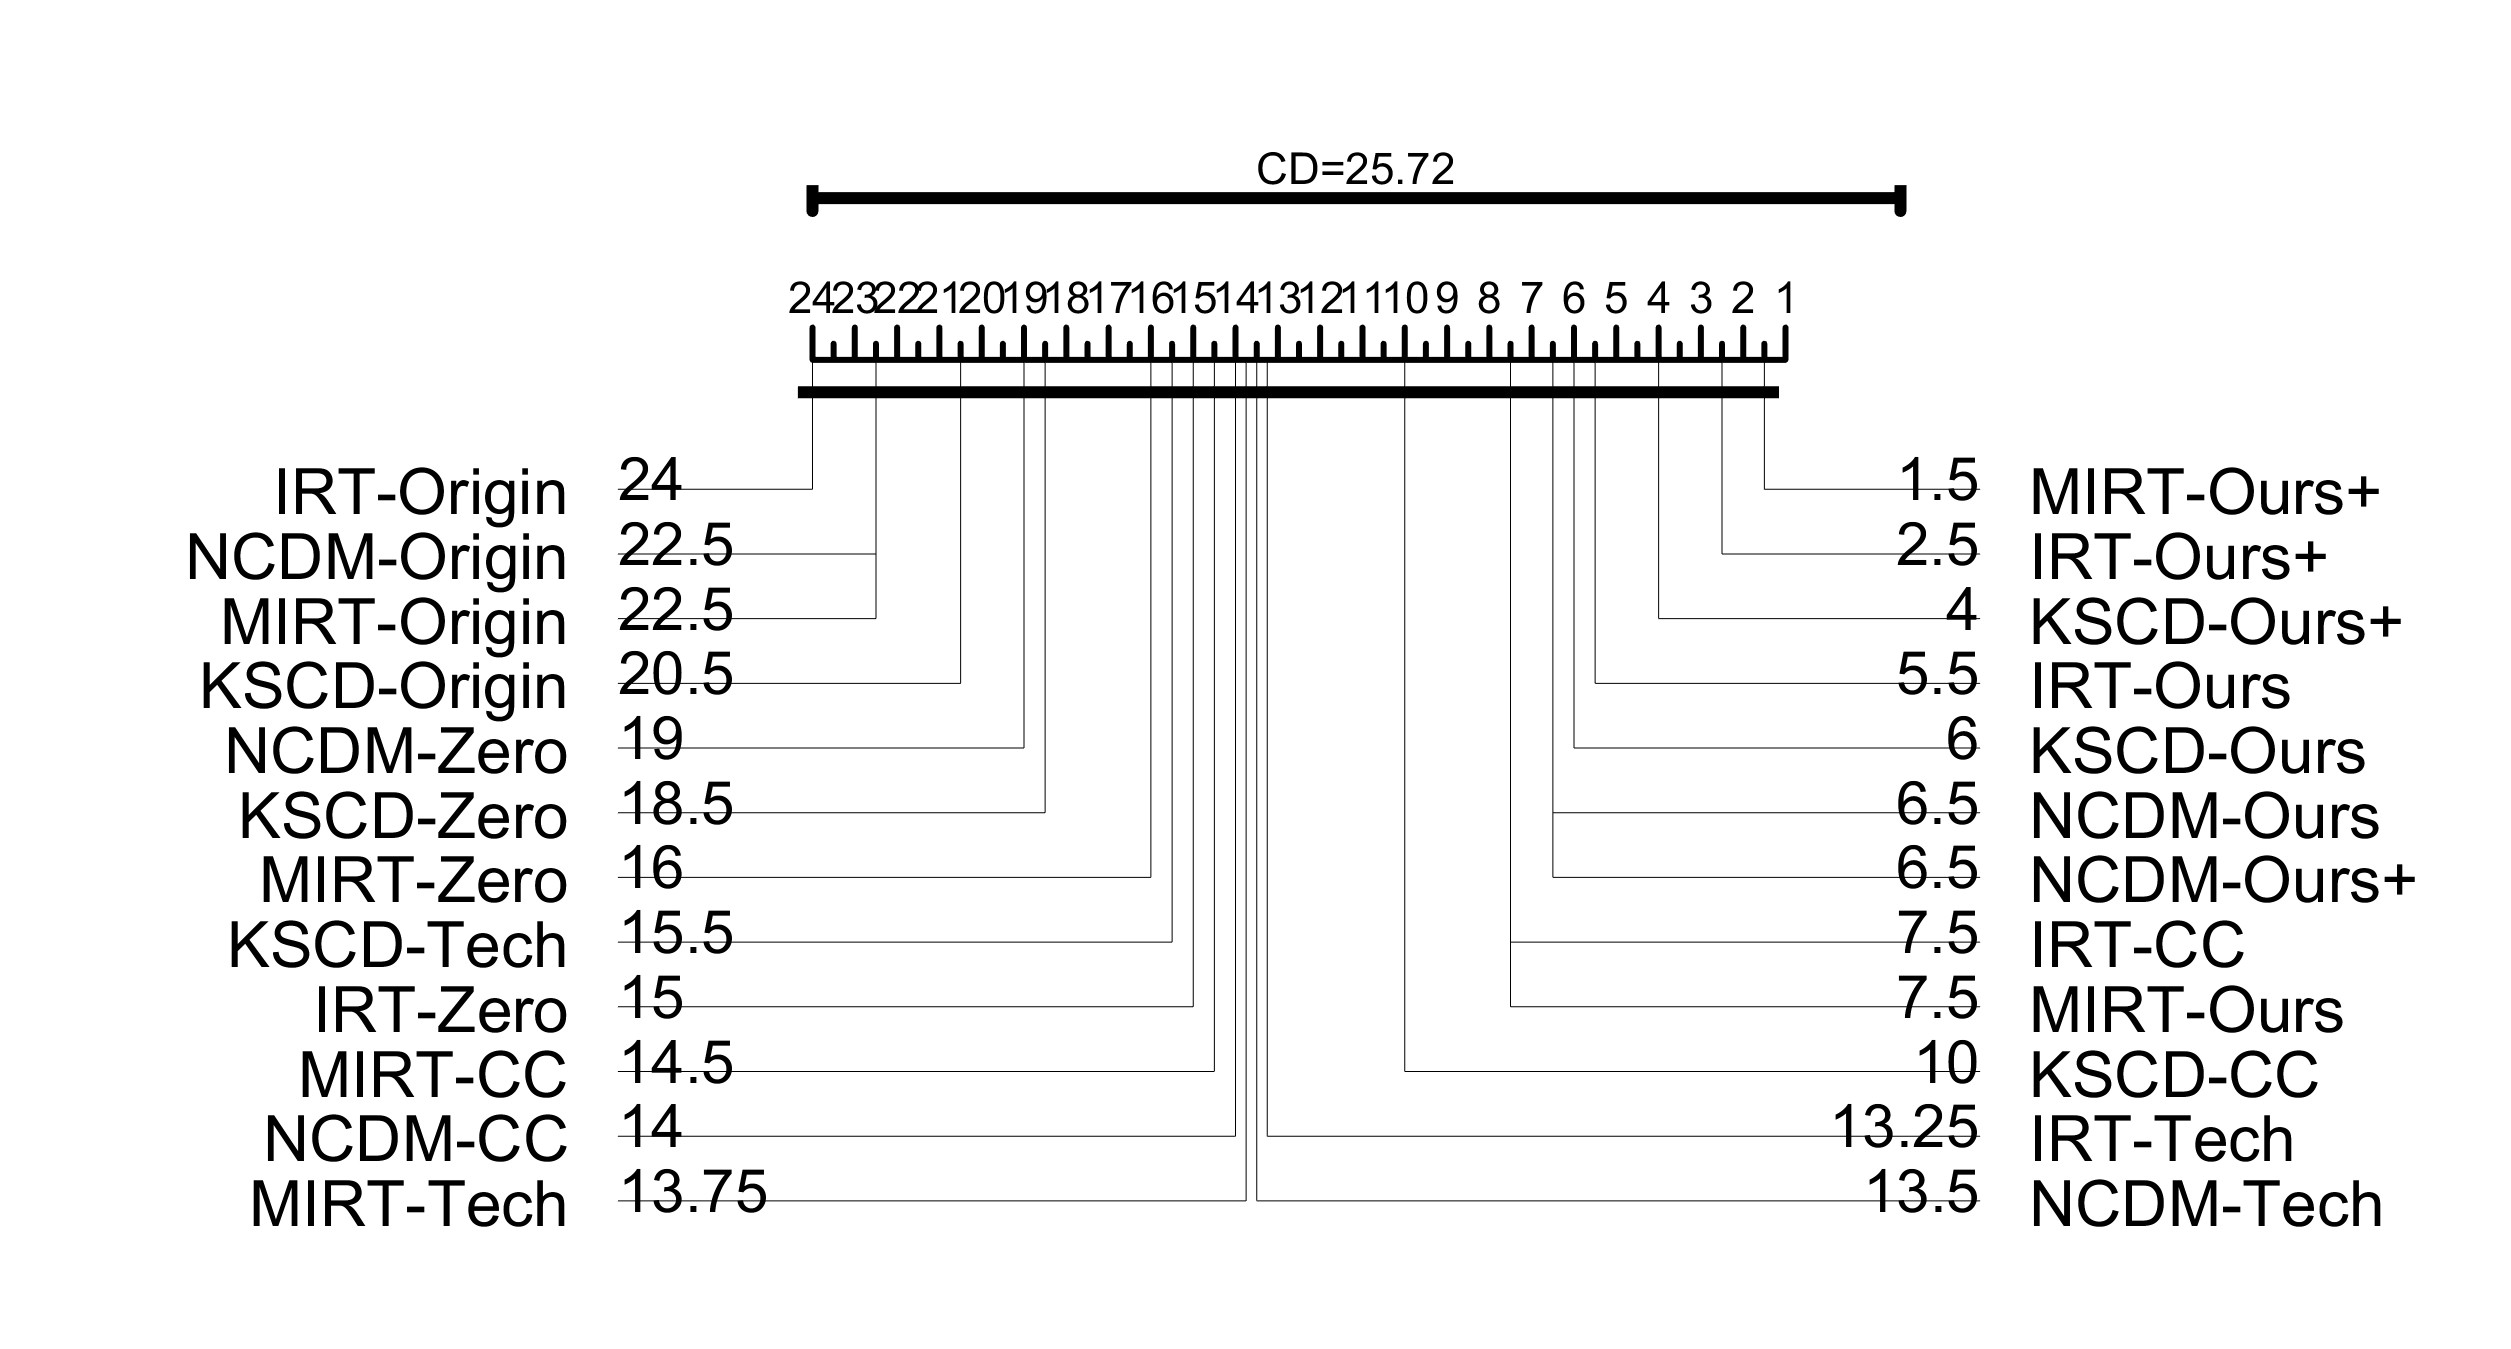 CD=25.72
24 23 22 21 20 19 18 17 16 15 14 13 12 11 10 9 8 7 6 5 4 3 2 1
IRT-Origin 24 1.5 MIRT-Ours+
NCDM-Origin 22.5 2.5 IRT-Ours+
MIRT-Origin 22.5 4 KSCD-Ours+
KSCD-Origin 20.5 5.5 IRT-Ours
NCDM-Zero 19 6 KSCD-Ours
KSCD-Zero 18.5 6.5 NCDM-Ours
MIRT-Zero 16 6.5 NCDM-Ours+
KSCD-Tech 15.5 7.5 IRT-CC
IRT-Zero 15 7.5 MIRT-Ours
MIRT-CC 14.5 10 KSCD-CC
NCDM-CC 14 13.25 IRT-Tech
MIRT-Tech 13.75 13.5 NCDM-Tech